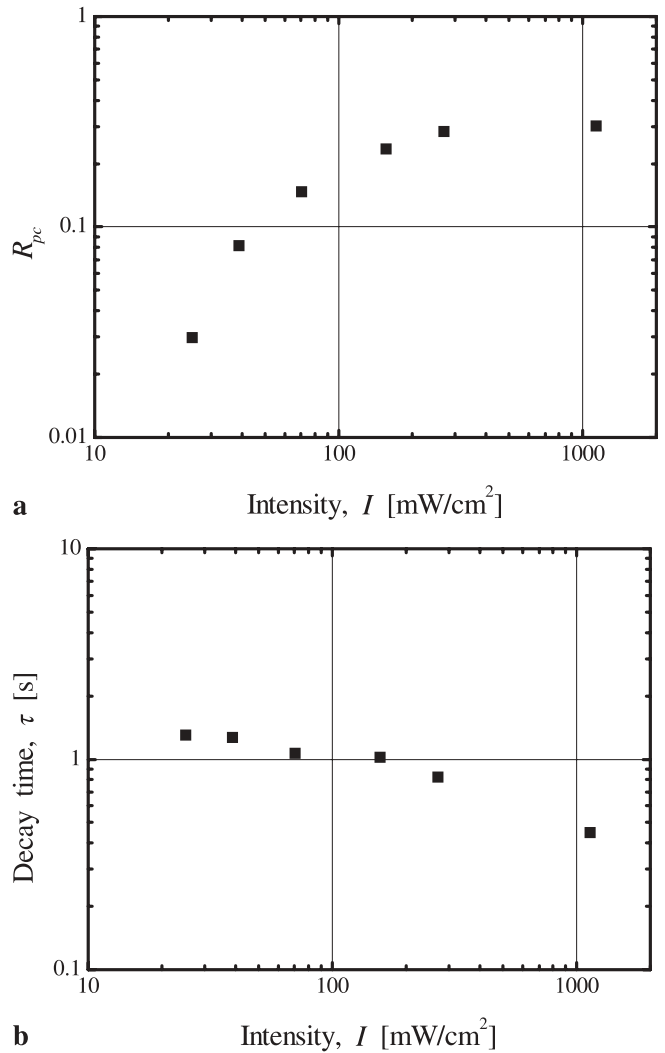 1
0.1
0.01
R_pc
10 100 1000
a Intensity, I [mW/cm²]
10
1
0.1
Decay time, τ [s]
10 100 1000
b Intensity, I [mW/cm²]